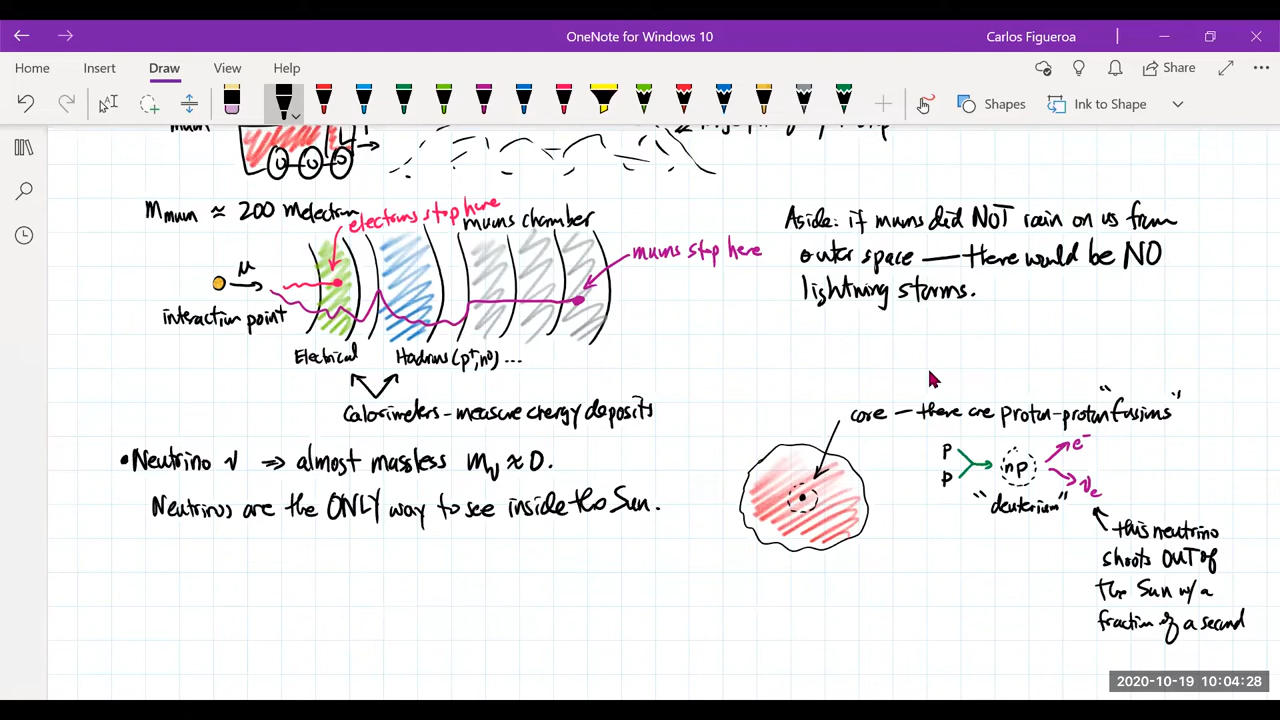 OneNote for Windows 10
Carlos Figueroa
Home Insert Draw View Help
Share
Shapes
Ink to Shape
muon
Mmuon ≈ 200 Melectron
electrons stop here
muons chamber
muons stop here
μ
interaction point
Electrical
Hadrons (p⁺, n⁰) ...
Calorimeters - measure energy deposits
• Neutrino ν ⇒ almost massless mν ≈ 0.
Neutrinos are the ONLY way to see inside the Sun.
Aside: if muons did NOT rain on us from
outer space — there would be NO
lightning storms.
core — there are proton-proton "fusions"
p
p
np
e⁻
νe
"deuterium"
this neutrino
shoots OUT of
the Sun w/ a
fraction of a second
2020-10-19 10:04:28